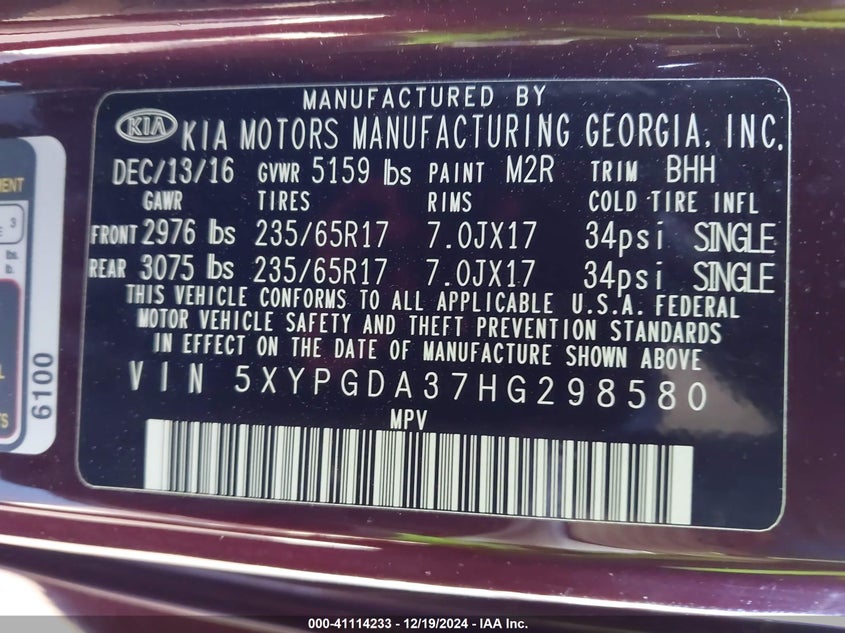 MANUFACTURED BY
KIA KIA MOTORS MANUFACTURING GEORGIA, INC.
DEC/13/16 GVWR 5159 lbs PAINT M2R TRIM BHH
GAWR TIRES RIMS COLD TIRE INFL
FRONT 2976 lbs 235/65R17 7.0JX17 34psi SINGLE
REAR 3075 lbs 235/65R17 7.0JX17 34psi SINGLE
THIS VEHICLE CONFORMS TO ALL APPLICABLE U.S.A. FEDERAL
MOTOR VEHICLE SAFETY AND THEFT PREVENTION STANDARDS
IN EFFECT ON THE DATE OF MANUFACTURE SHOWN ABOVE
VIN 5XYPGDA37HG298580
MPV
3
lbs.
6100
000-41114233 - 12/19/2024 - IAA Inc.